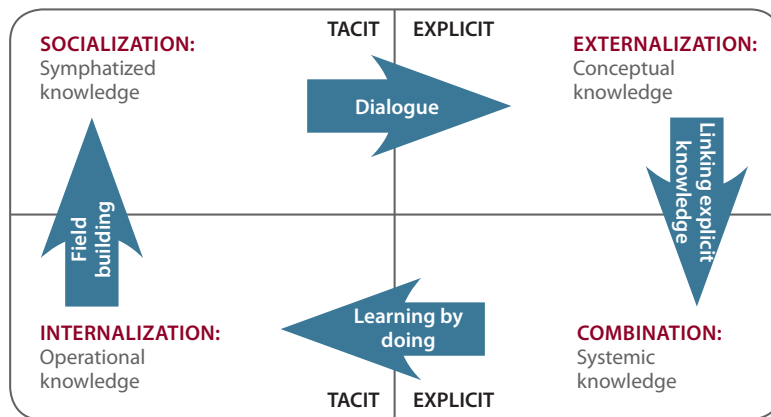 TACIT EXPLICIT
SOCIALIZATION:
Symphatized
knowledge
Dialogue
EXTERNALIZATION:
Conceptual
knowledge
Linking explicit
knowledge
Field
building
Learning by
doing
INTERNALIZATION:
Operational
knowledge
COMBINATION:
Systemic
knowledge
TACIT EXPLICIT